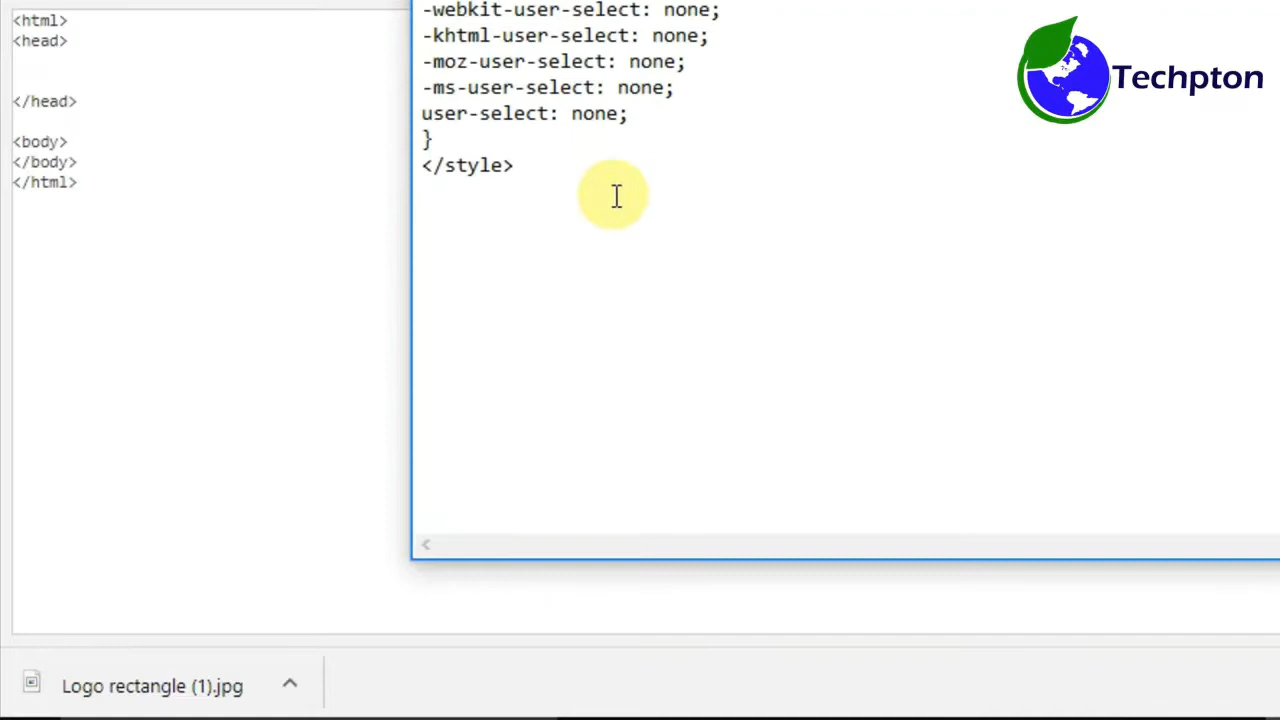 <html>
<head>
</head>
<body>
</body>
</html>
-webkit-user-select: none;
-khtml-user-select: none;
-moz-user-select: none;
-ms-user-select: none;
user-select: none;
}
</style>
Techpton
Logo rectangle (1).jpg